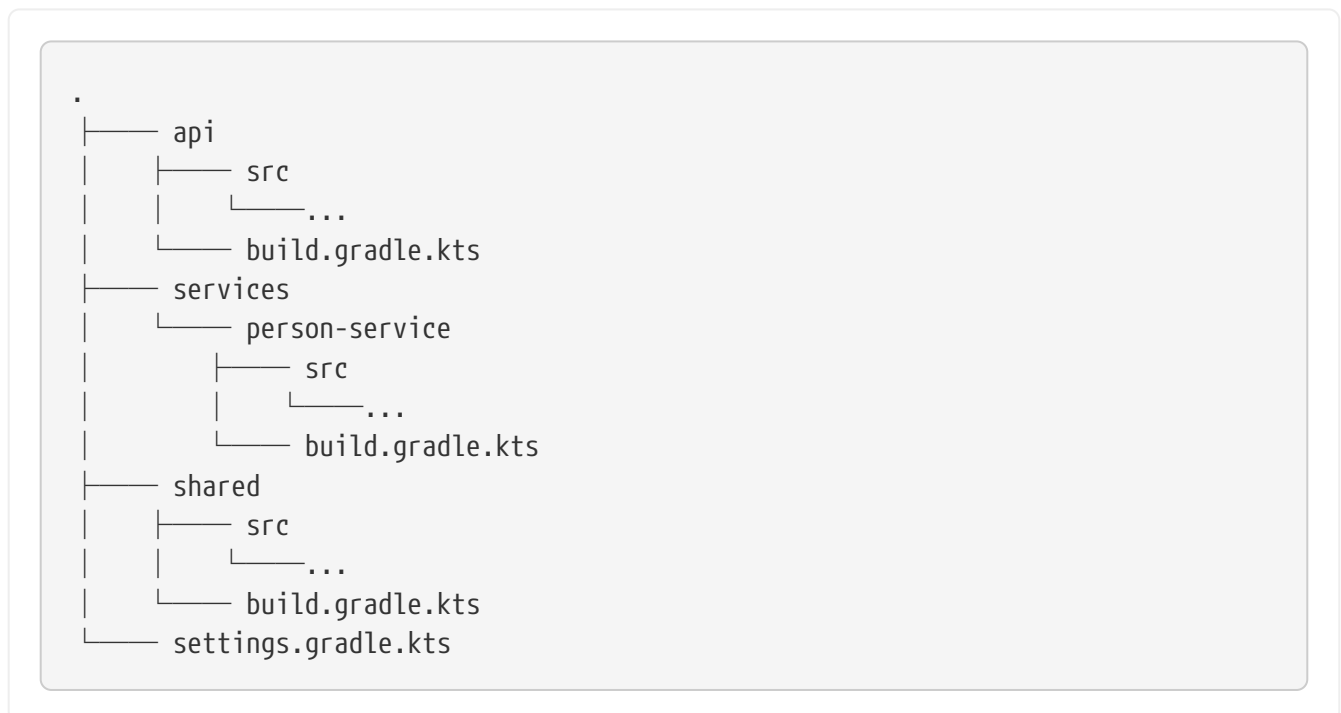 .
├── api
│   ├── src
│   │   └──...
│   └── build.gradle.kts
├── services
│   └── person-service
│       ├── src
│       │   └──...
│       └── build.gradle.kts
├── shared
│   ├── src
│   │   └──...
│   └── build.gradle.kts
└── settings.gradle.kts